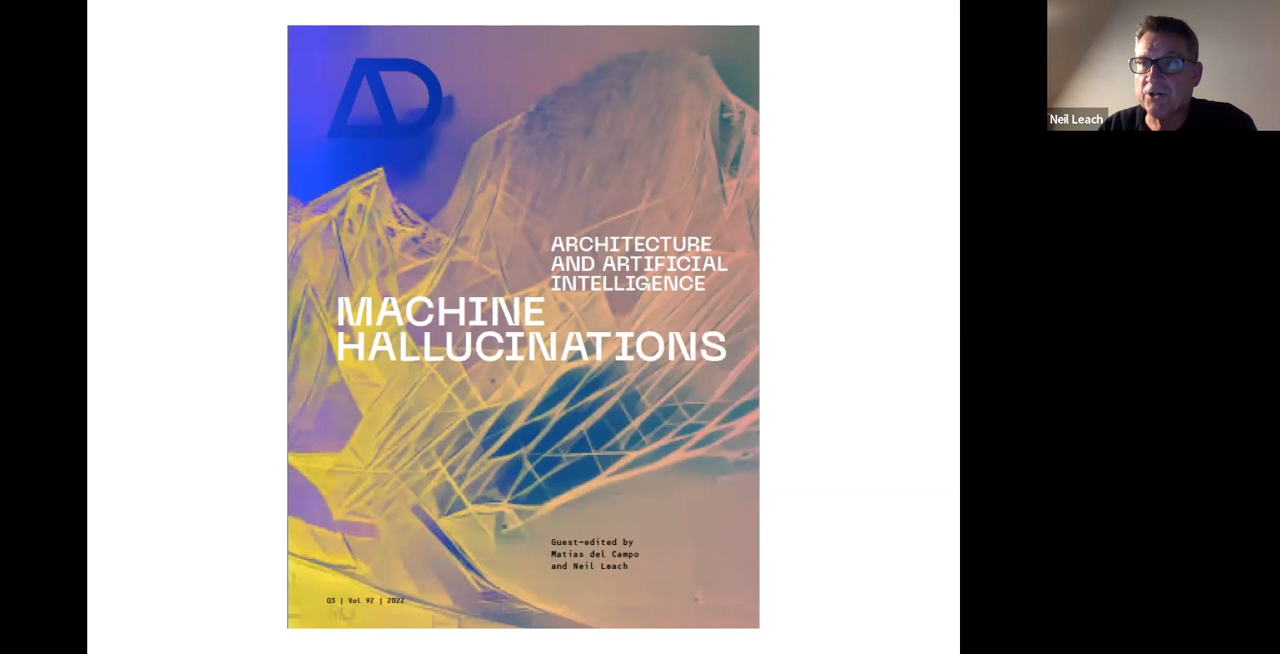 AD
ARCHITECTURE
AND ARTIFICIAL
INTELLIGENCE
MACHINE
HALLUCINATIONS
Guest-edited by
Matias del Campo
and Neil Leach
03 | Vol 92 | 2022
Neil Leach